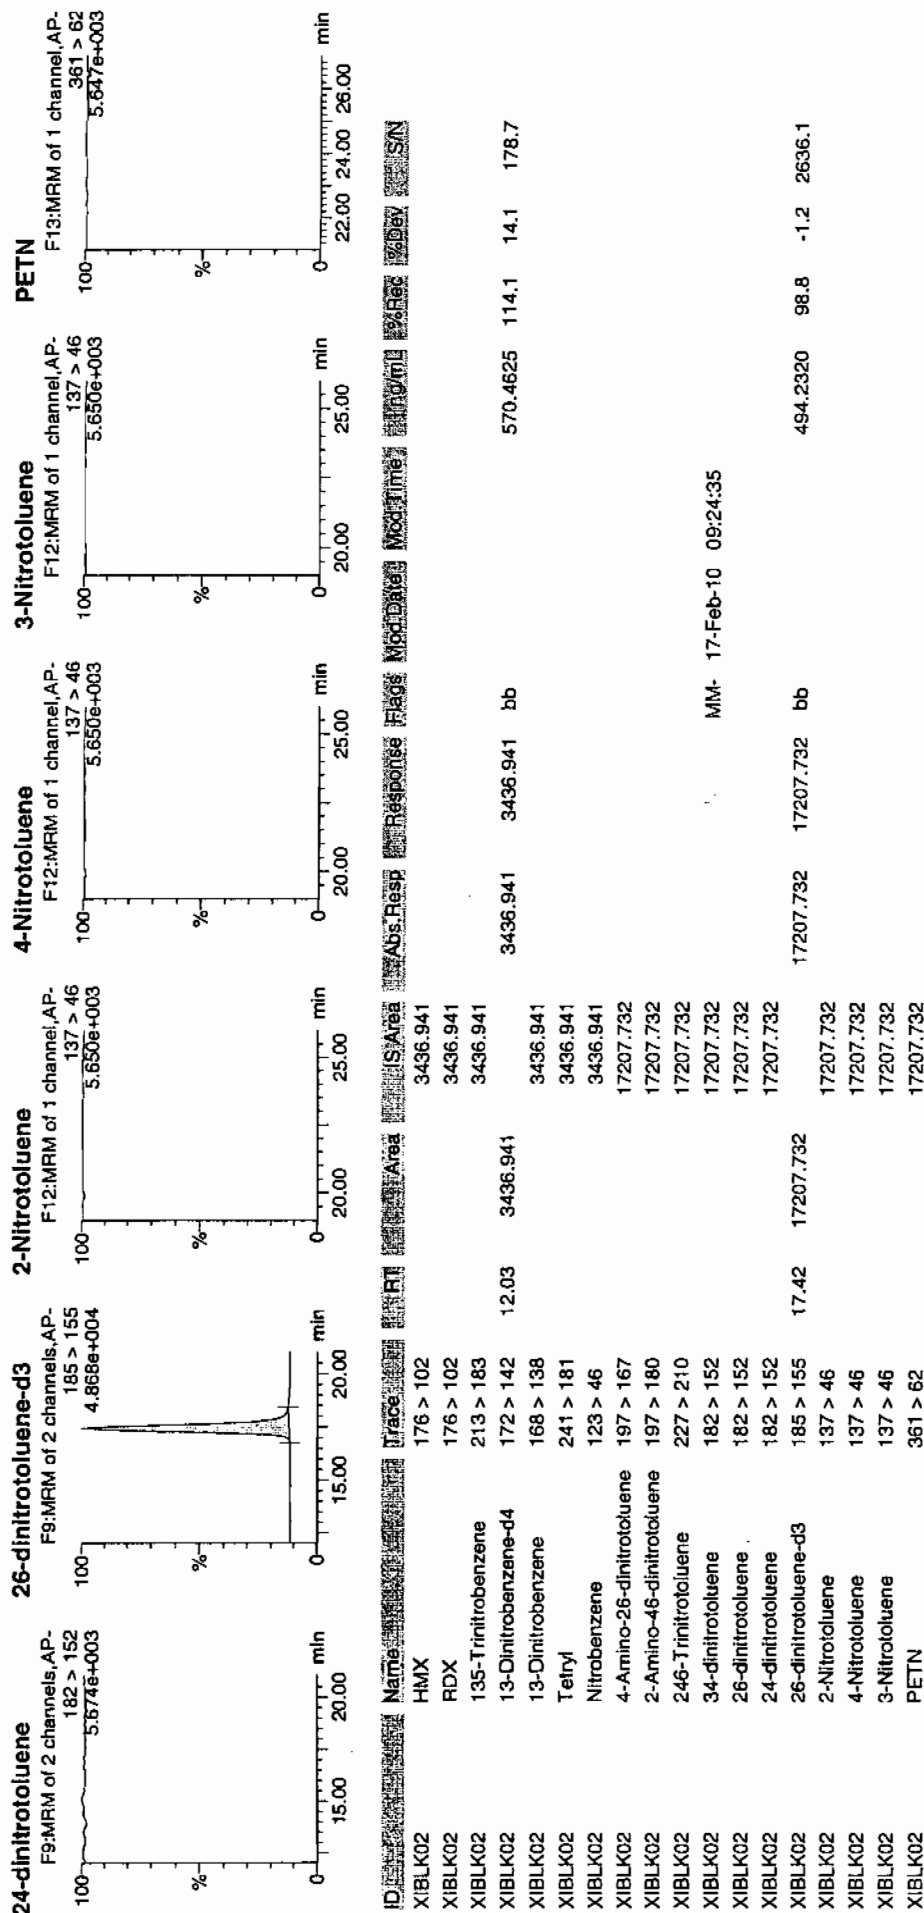 24-dinitrotoluene
F9:MRM of 2 channels,AP-
182 > 152
5.674e+003
100
%
0
15.00 20.00 min
26-dinitrotoluene-d3
F9:MRM of 2 channels,AP-
185 > 155
4.868e+004
100
%
0
15.00 20.00 min
2-Nitrotoluene
F12:MRM of 1 channel,AP-
137 > 46
5.650e+003
100
%
0
20.00 25.00 min
4-Nitrotoluene
F12:MRM of 1 channel,AP-
137 > 46
5.650e+003
100
%
0
20.00 25.00 min
3-Nitrotoluene
F12:MRM of 1 channel,AP-
137 > 46
5.650e+003
100
%
0
20.00 25.00 min
PETN
F13:MRM of 1 channel,AP-
361 > 62
5.647e+003
100
%
0
22.00 24.00 26.00 min
ID Name Trace RT Area IS Area Abs.Resp Response Flags Mod.Date Mod.Time ng/mL %Rec %Dev S/N
XIBLK02 HMX 176 > 102 3436.941
XIBLK02 RDX 176 > 102 3436.941
XIBLK02 135-Trinitrobenzene 213 > 183 3436.941
XIBLK02 13-Dinitrobenzene-d4 172 > 142 12.03 3436.941 3436.941 3436.941 bb 570.4625 114.1 14.1 178.7
XIBLK02 13-Dinitrobenzene 168 > 138 3436.941
XIBLK02 Tetryl 241 > 181 3436.941
XIBLK02 Nitrobenzene 123 > 46 3436.941
XIBLK02 4-Amino-26-dinitrotoluene 197 > 167 17207.732
XIBLK02 2-Amino-46-dinitrotoluene 197 > 180 17207.732
XIBLK02 246-Trinitrotoluene 227 > 210 17207.732
XIBLK02 34-dinitrotoluene 182 > 152 17207.732 MM- 17-Feb-10 09:24:35
XIBLK02 26-dinitrotoluene 182 > 152 17207.732
XIBLK02 24-dinitrotoluene 182 > 152 17207.732
XIBLK02 26-dinitrotoluene-d3 185 > 155 17.42 17207.732 17207.732 17207.732 bb 494.2320 98.8 -1.2 2636.1
XIBLK02 2-Nitrotoluene 137 > 46 17207.732
XIBLK02 4-Nitrotoluene 137 > 46 17207.732
XIBLK02 3-Nitrotoluene 137 > 46 17207.732
XIBLK02 PETN 361 > 62 17207.732